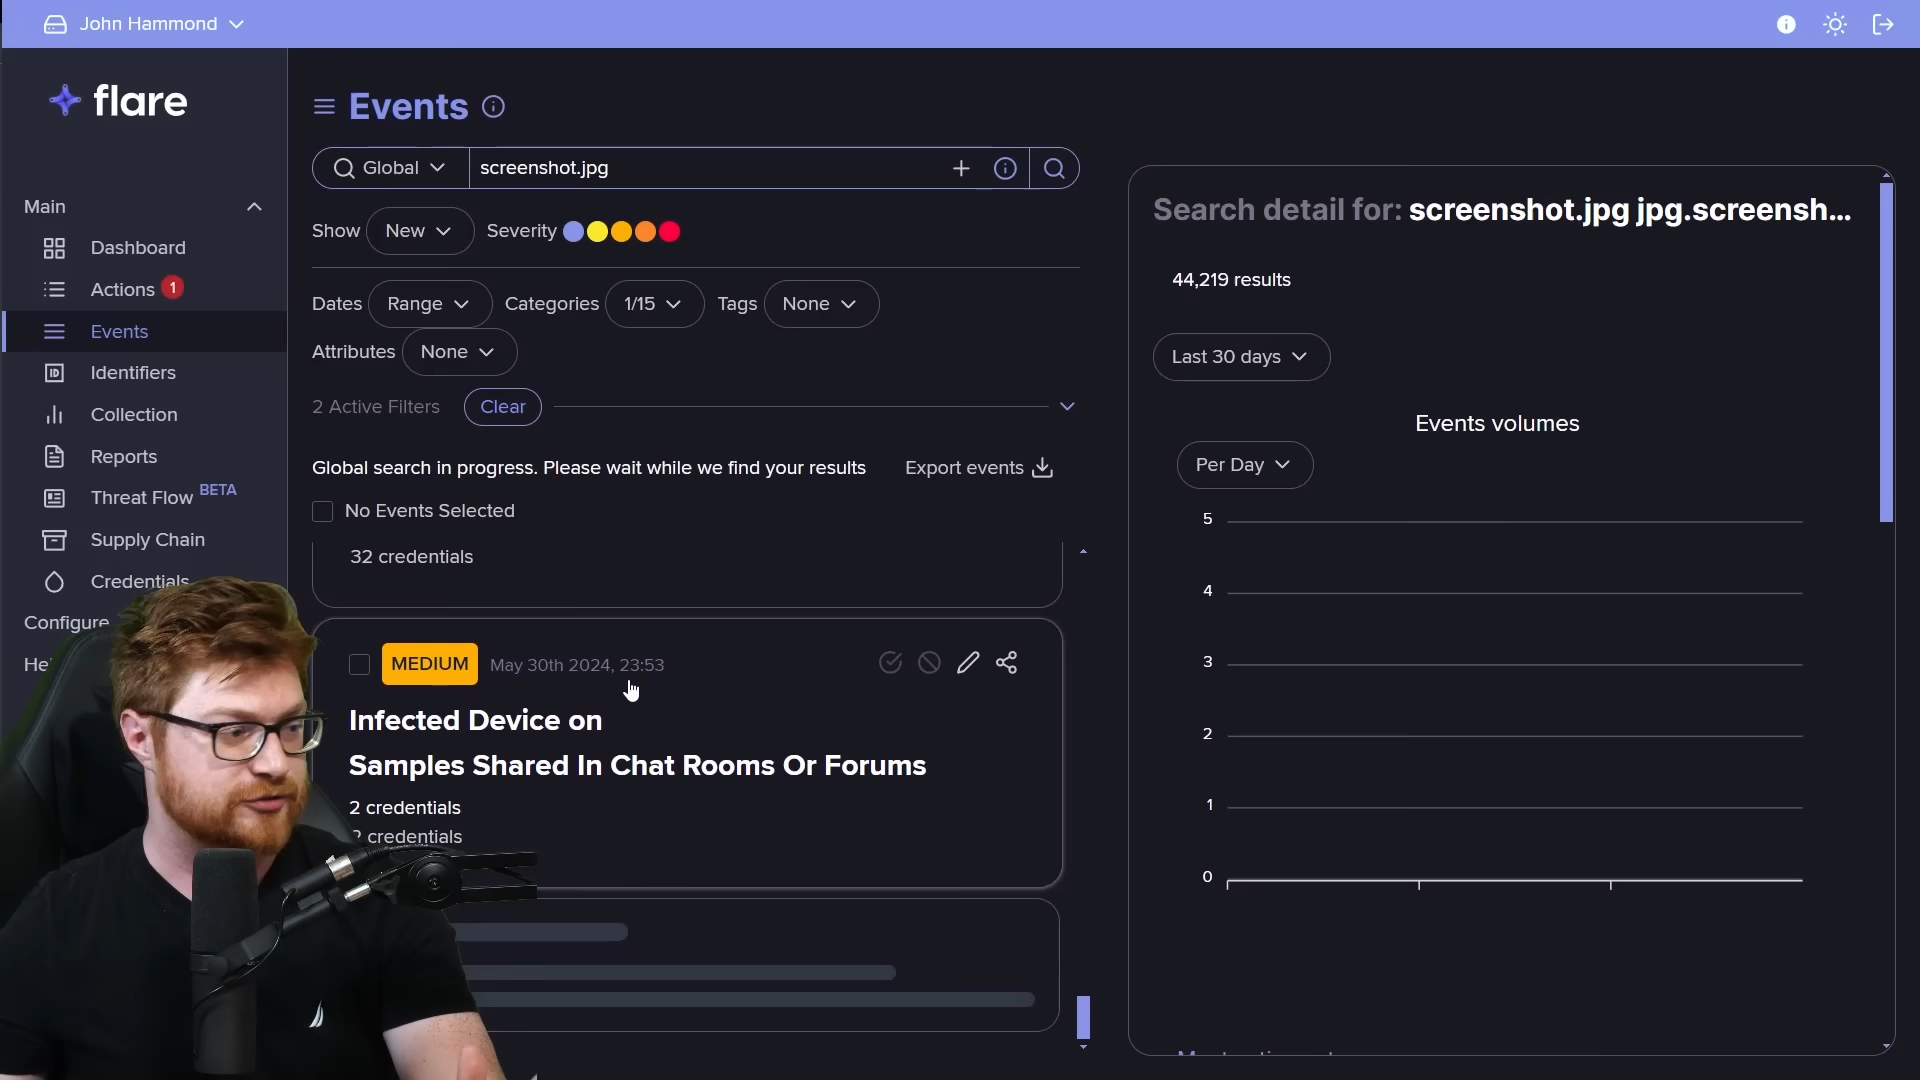 John Hammond
flare
Main
Dashboard
Actions 1
Events
Identifiers
Collection
Reports
Threat Flow BETA
Supply Chain
Credentials
Configure
Events
Global screenshot.jpg
Show New Severity
Dates Range Categories 1/15 Tags None
Attributes None
2 Active Filters Clear
Global search in progress. Please wait while we find your results Export events
No Events Selected
32 credentials
MEDIUM May 30th 2024, 23:53
Infected Device on
Samples Shared In Chat Rooms Or Forums
2 credentials
2 credentials
Search detail for: screenshot.jpg jpg.screensh...
44,219 results
Last 30 days
Events volumes
Per Day
5
4
3
2
1
0